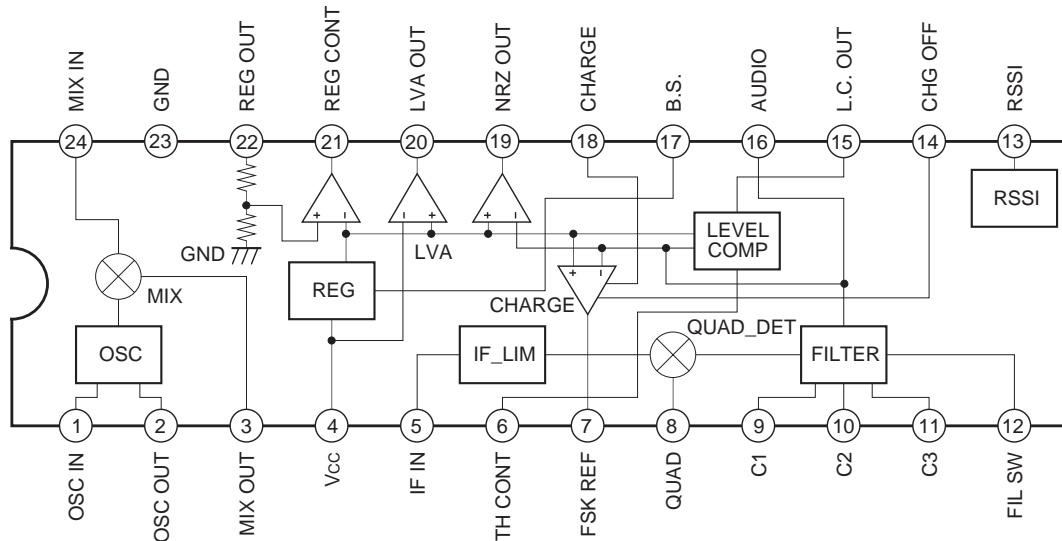 MIX IN
GND
REG OUT
REG CONT
LVA OUT
NRZ OUT
CHARGE
B.S.
AUDIO
L.C. OUT
CHG OFF
RSSI
24
23
22
21
20
19
18
17
16
15
14
13
RSSI
+ −
− +
+ −
LEVEL
COMP
GND
LVA
+ −
MIX
REG
CHARGE
QUAD_DET
OSC
IF_LIM
FILTER
1
2
3
4
5
6
7
8
9
10
11
12
OSC IN
OSC OUT
MIX OUT
VCC
IF IN
TH CONT
FSK REF
QUAD
C1
C2
C3
FIL SW